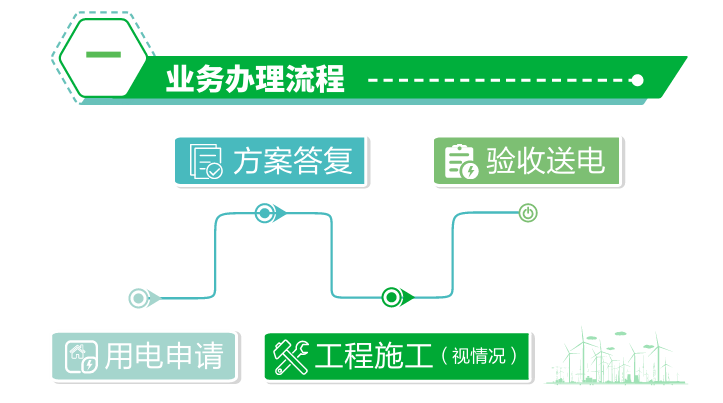 一
业务办理流程
方案答复
验收送电
用电申请
工程施工（视情况）